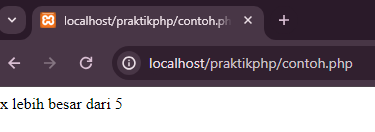 localhost/praktikphp/contoh.ph
localhost/praktikphp/contoh.php
x lebih besar dari 5